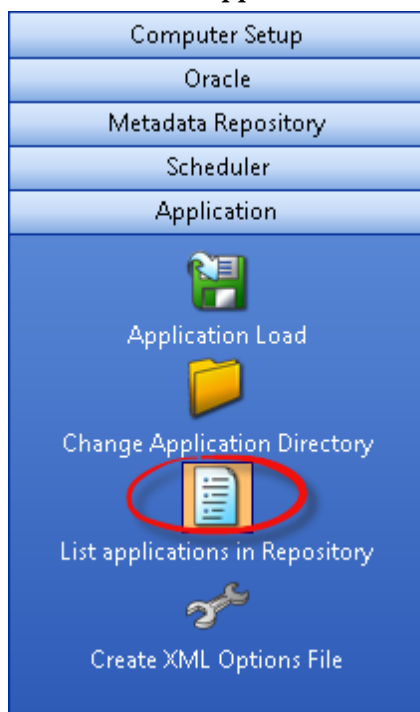 Computer Setup
Oracle
Metadata Repository
Scheduler
Application
Application Load
Change Application Directory
List applications in Repository
Create XML Options File